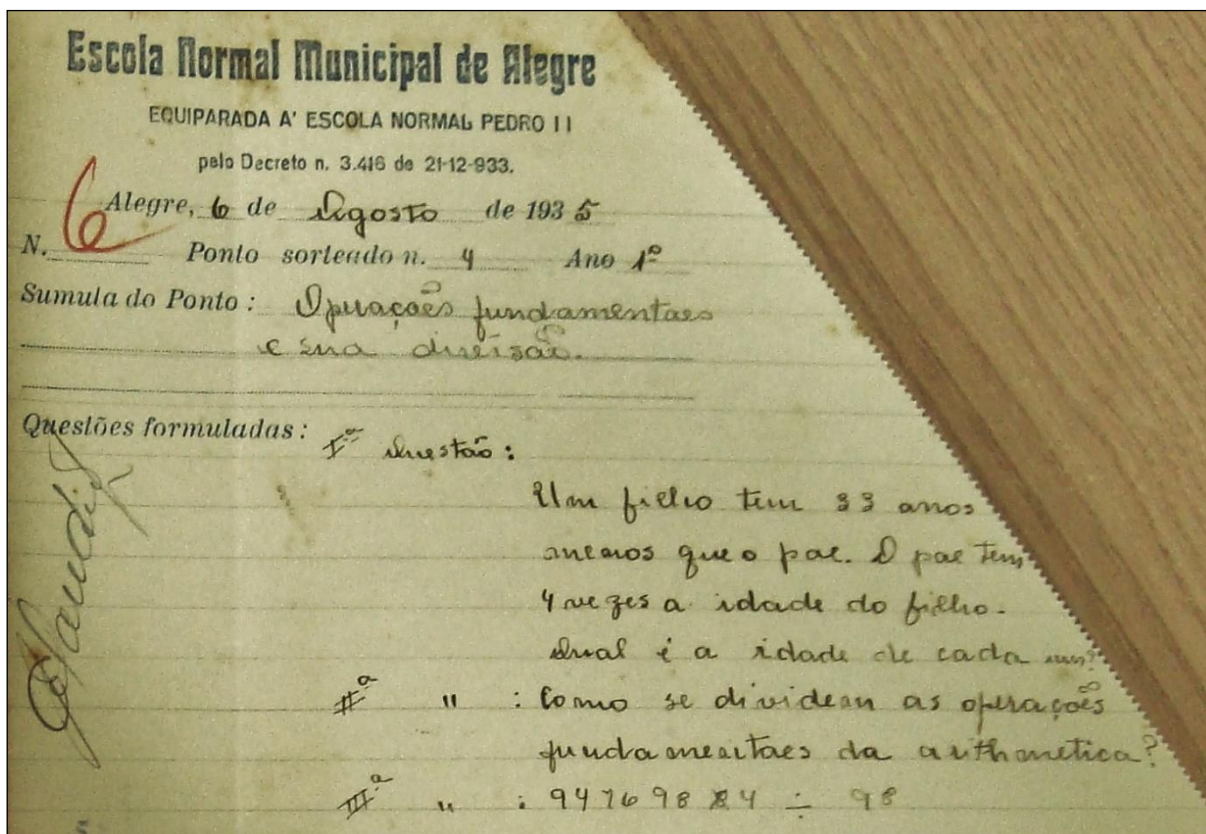 Escola Normal Municipal de Alegre
EQUIPARADA A' ESCOLA NORMAL PEDRO II
pelo Decreto n. 3.416 de 21-12-933.
Alegre, 6 de Agosto de 1935
N. 6 Ponto sorteado n. 4 Ano 1º
Sumula do Ponto: Operações fundamentaes
e sua divisão.
Questões formuladas:
Iª Questão:
Um filho tem 33 anos
menos que o pae. O pae tem
4 vezes a idade do filho.
Qual é a idade de cada um?
IIª " : Como se dividem as operações
fundamentaes da arithmetica?
IIIª " : 94769884 ÷ 98